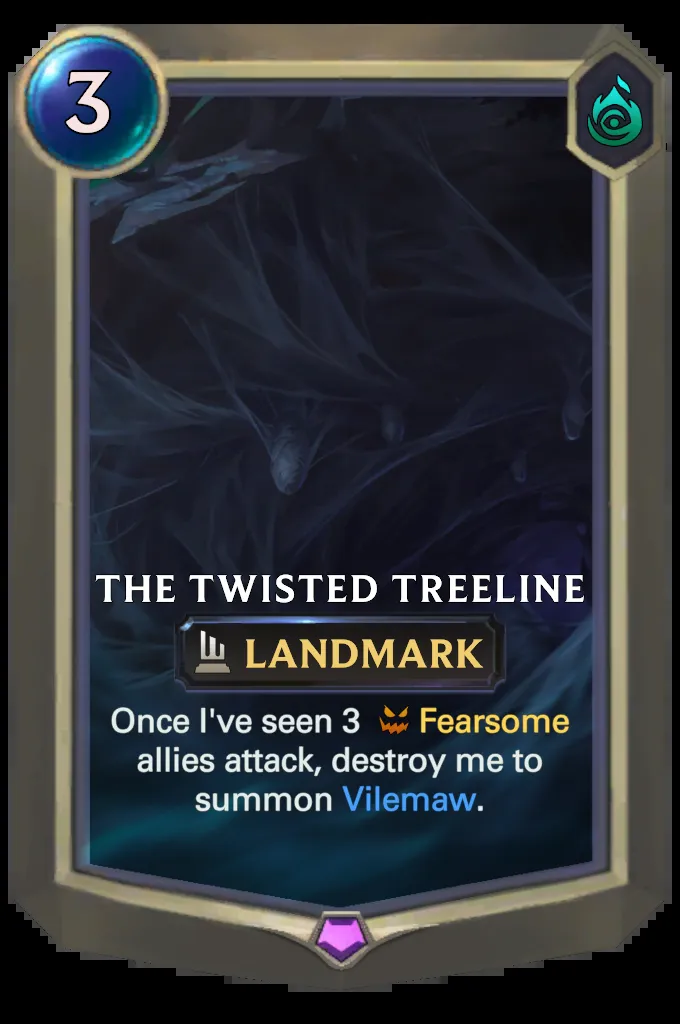 3
THE TWISTED TREELINE
LANDMARK
Once I've seen 3 Fearsome
allies attack, destroy me to
summon Vilemaw.